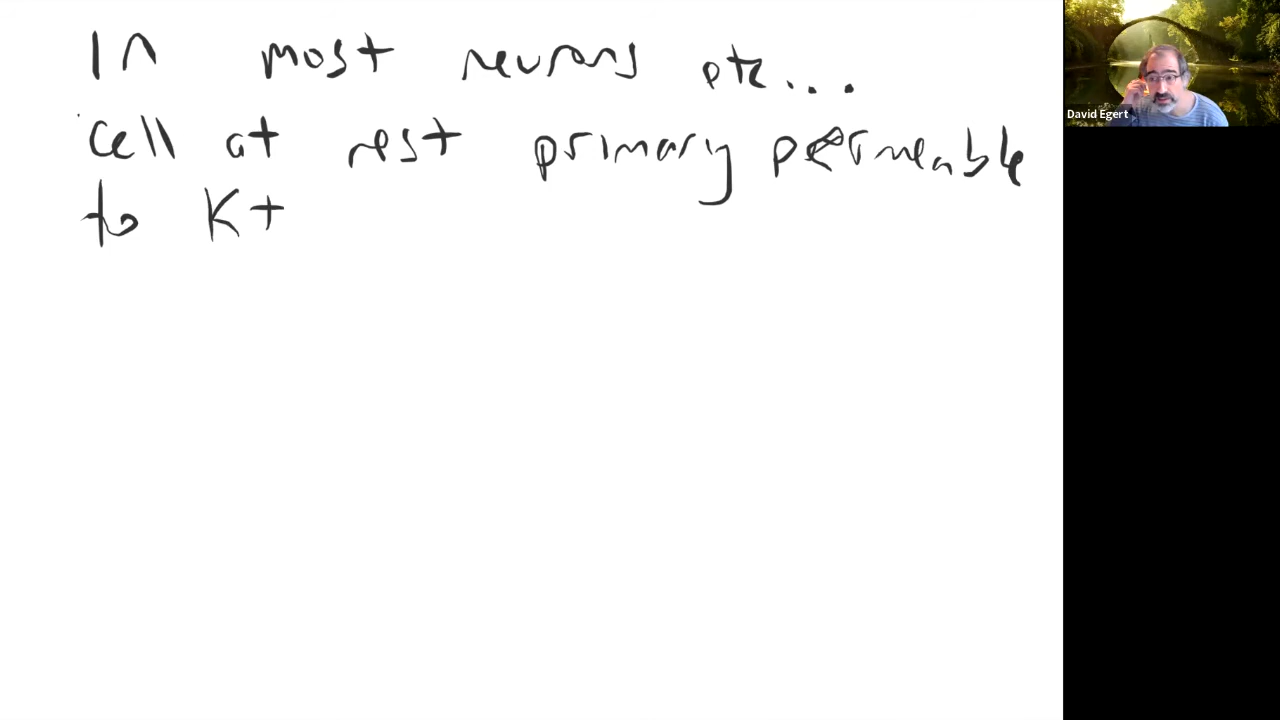 In most neurons etc...
cell at rest primary permeable
to K+
David Egert